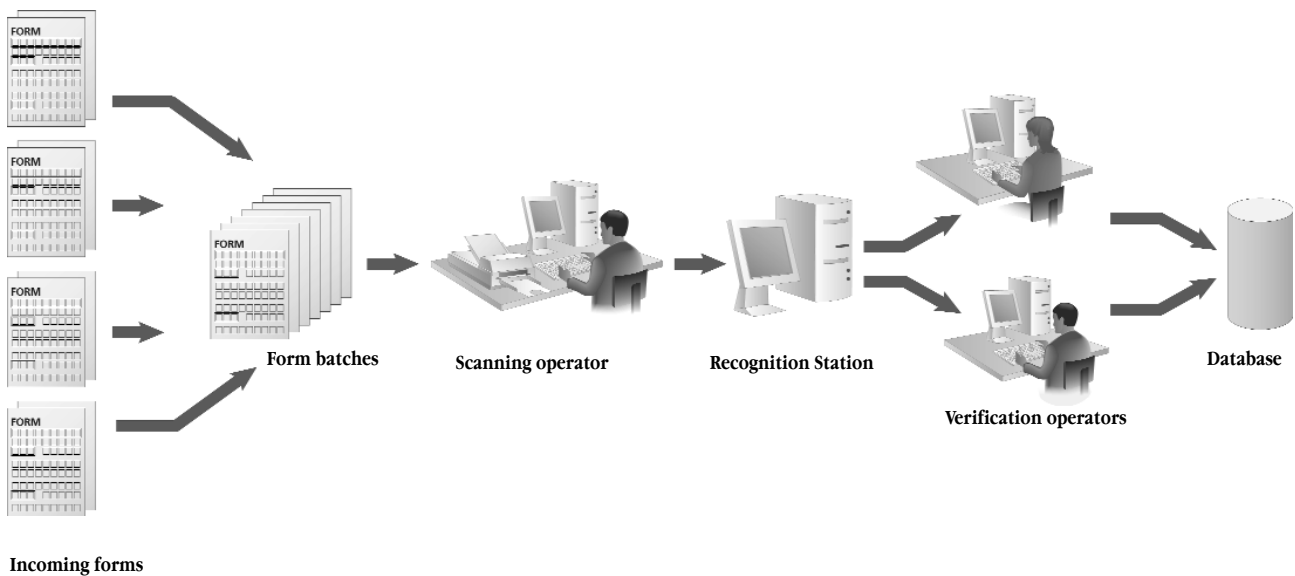 FORM
FORM
FORM
FORM
FORM
Form batches
Scanning operator
Recognition Station
Verification operators
Database
Incoming forms